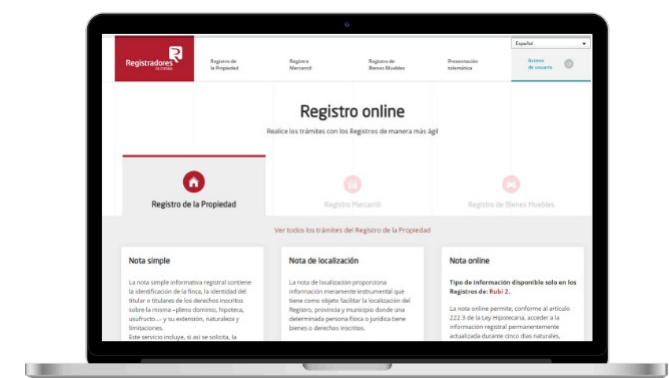 Español
Registradores
DE ESPAÑA
Registro de
la Propiedad
Registro
Mercantil
Registro de
Bienes Muebles
Presentación
telemática
Acceso
de usuario
Registro online
Realice los trámites con los Registros de manera más ágil
Registro de la Propiedad
Registro Mercantil
Registro de Bienes Muebles
Ver todos los trámites del Registro de la Propiedad
Nota simple
La nota simple informativa registral contiene
la identificación de la finca, la identidad del
titular o titulares de los derechos inscritos
sobre la misma –pleno dominio, hipoteca,
usufructo...- y su extensión, naturaleza y
limitaciones.
Este servicio incluye, si así se solicita, la
Nota de localización
La nota de localización proporciona
información meramente instrumental que
tiene como objeto facilitar la localización del
Registro, provincia y municipio donde una
determinada persona física o jurídica tiene
bienes o derechos inscritos.
Nota online
Tipo de información disponible solo en los
Registros de: Rubí 2.
La nota online permite, conforme al artículo
222.3 de la Ley Hipotecaria, acceder a la
información registral permanentemente
actualizada durante cinco días naturales,